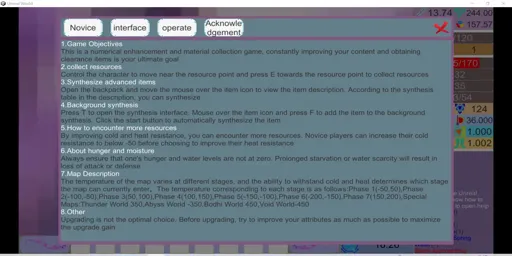 Novice
interface
operate
Acknowle
dgement
13.74
244.00
157.57
1.Game Objectives
This is a numerical enhancement and material collection game, constantly improving your content and obtaining
clearance items is your ultimate goal
2.collect resources
Control the character to move near the resource point and press E towards the resource point to collect resources
3.Synthesize advanced items
Open the backpack and move the mouse over the item icon to view the item description. According to the synthesis
table in the description, you can synthesize
4.Background synthesis
Press T to open the synthesis interface. Mouse over the item icon and press F to add the item to the background
synthesis. Click the start button to automatically synthesize the item
5.How to encounter more resources
By improving cold and heat resistance, you can encounter more resources. Novice players can increase their cold
resistance to below -50 before choosing to improve their heat resistance
6.About hunger and moisture
Always ensure that one's hunger and water levels are not at zero. Prolonged starvation or water scarcity will result in
loss of attack or defense
7.Map Description
The temperature of the map varies at different stages, and the ability to withstand cold and heat determines which stage
the map can currently enter。The temperature corresponding to each stage is as follows:Phase 1(-50,50),Phase
2(-100,-80),Phase 3(50,100),Phase 4(100,150),Phase 5(-150,-100),Phase 6(-200,-150),Phase 7(150,200),Special
Maps:Thunder World 350,Abyss World -350,Bodhi World 450,Void World-450
8.Other
Upgrading is not the optimal choice. Before upgrading, try to improve your attributes as much as possible to maximize
the upgrade gain
124
36.000
1.000
1.002